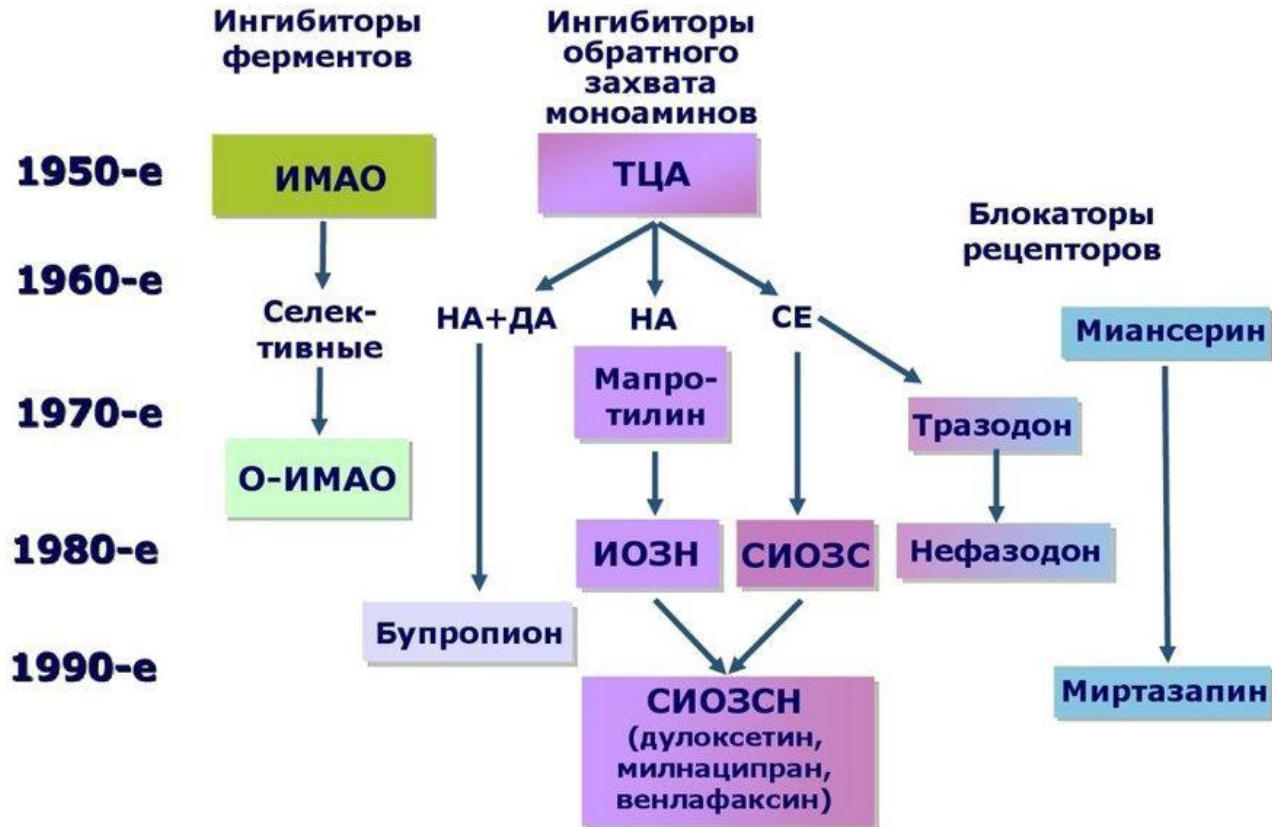 Ингибиторы
ферментов
Ингибиторы
обратного
захвата
моноаминов
1950-е
ИМАО
ТЦА
Блокаторы
рецепторов
1960-е
Селек-
тивные
НА+ДА
НА
СЕ
Миансерин
Мапро-
тилин
1970-е
Тразодон
О-ИМАО
1980-е
ИОЗН
СИОЗС
Нефазодон
Бупропион
1990-е
Миртазапин
СИОЗСН
(дулоксетин,
милнаципран,
венлафаксин)